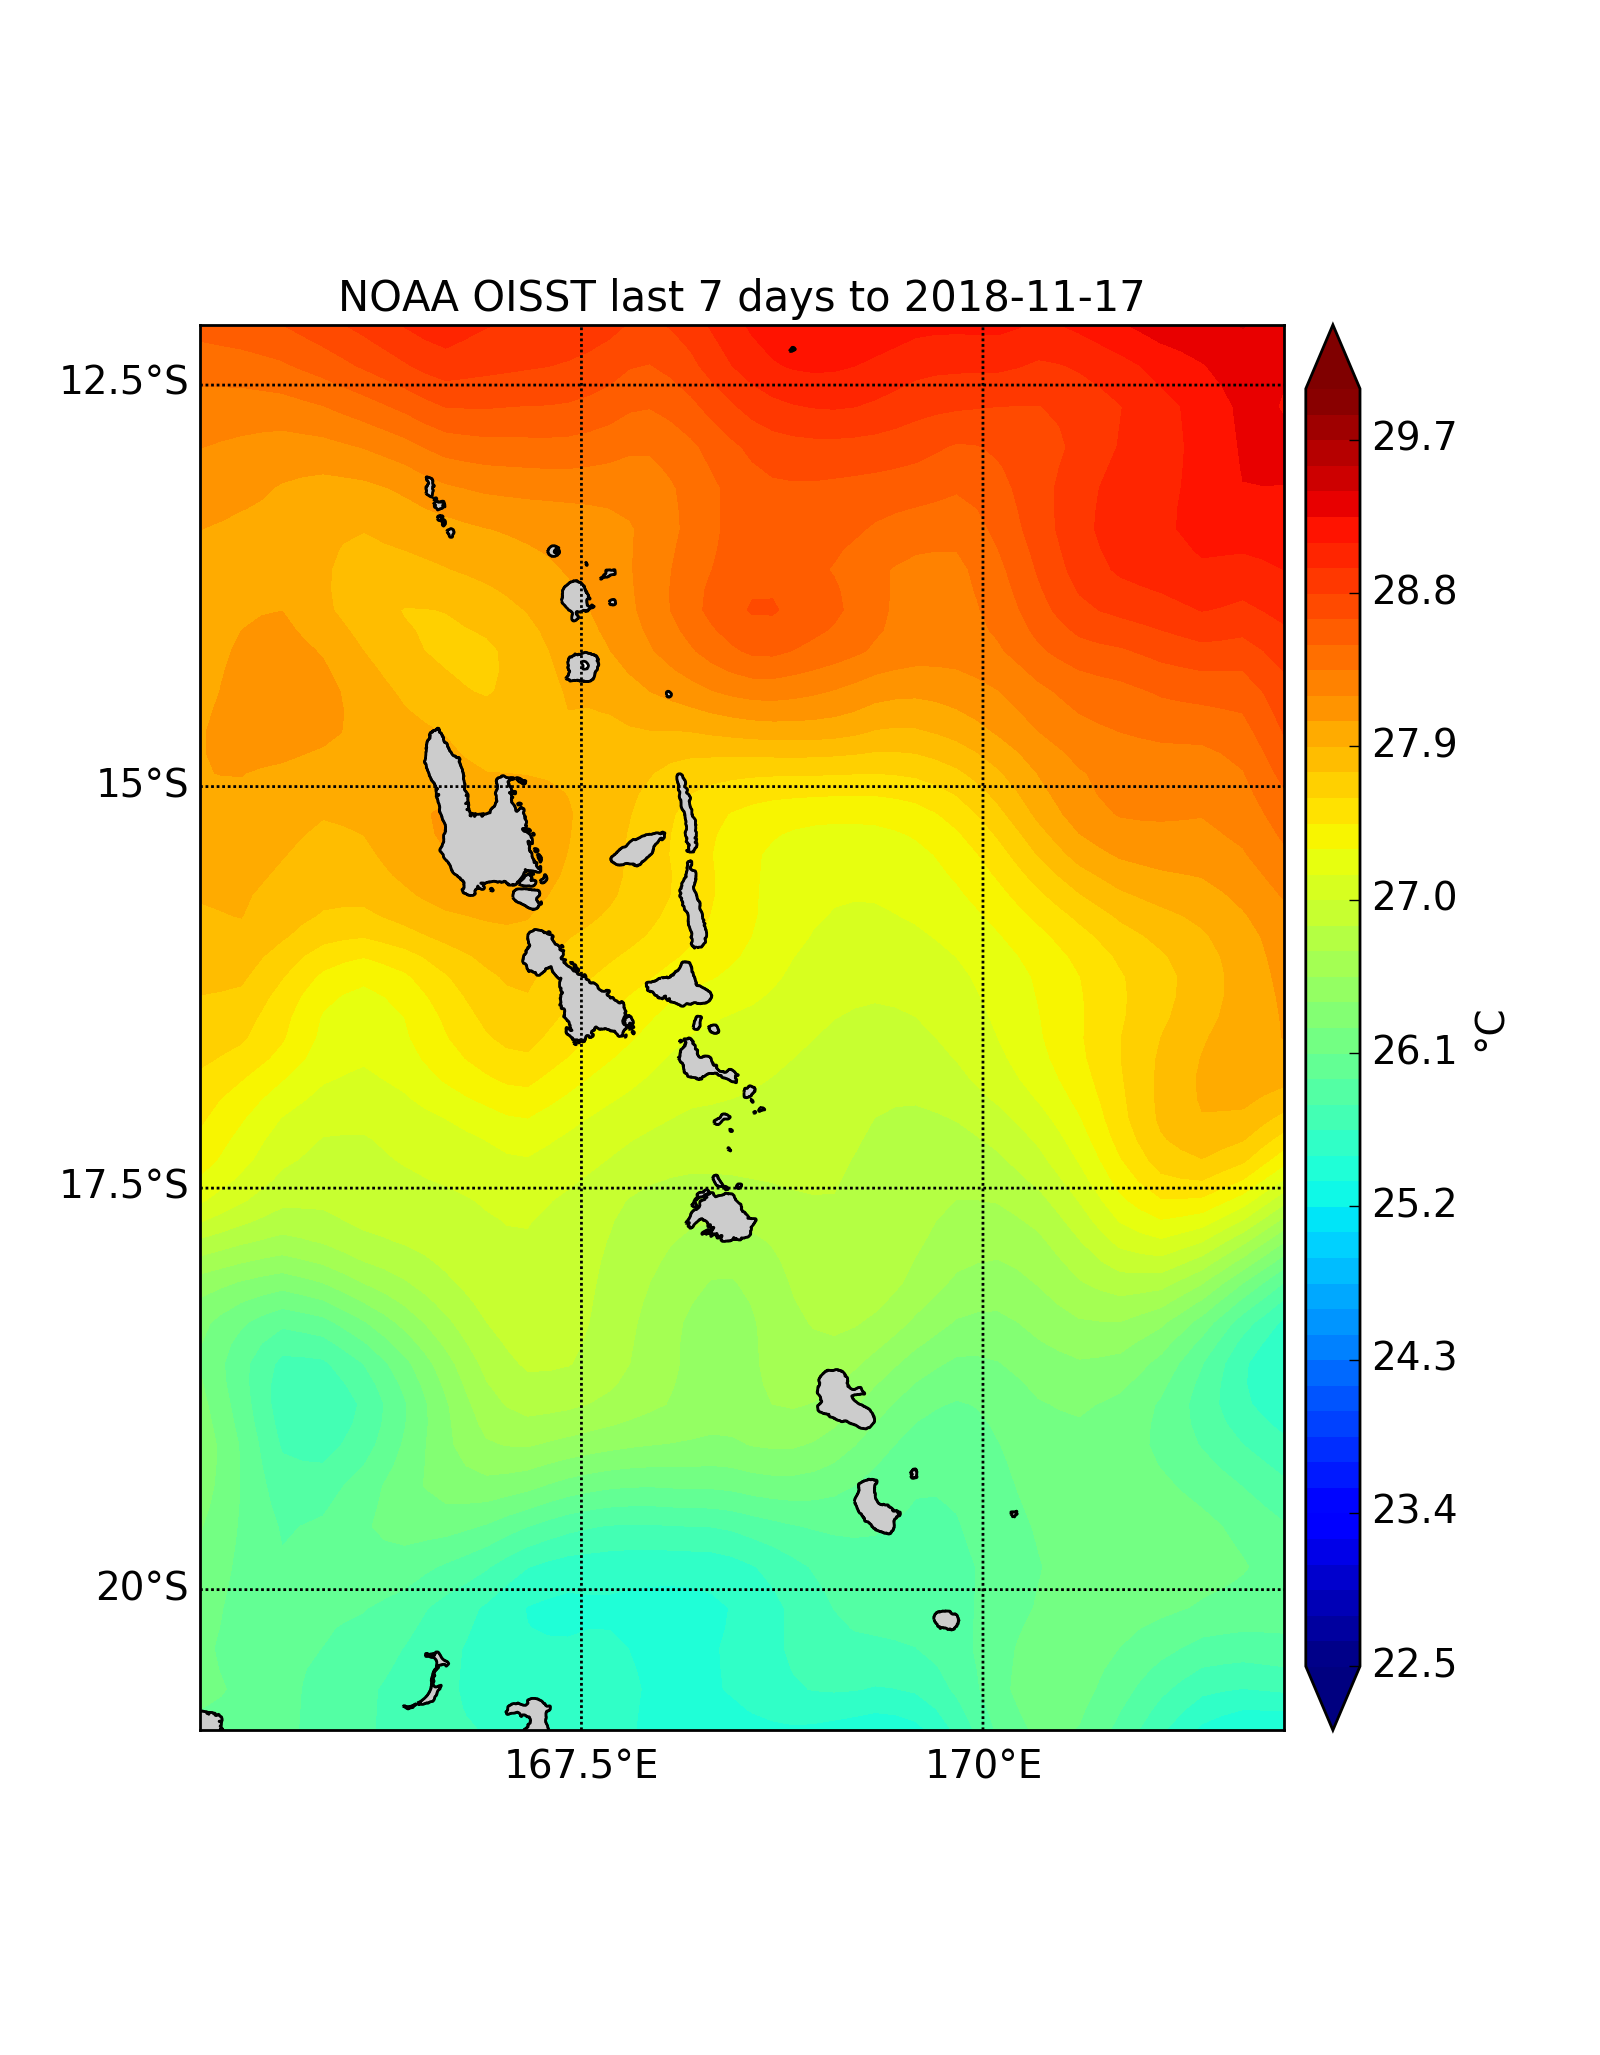 NOAA OISST last 7 days to 2018-11-17
12.5°S
15°S
17.5°S
20°S
167.5°E
170°E
29.7
28.8
27.9
27.0
26.1
25.2
24.3
23.4
22.5
°C